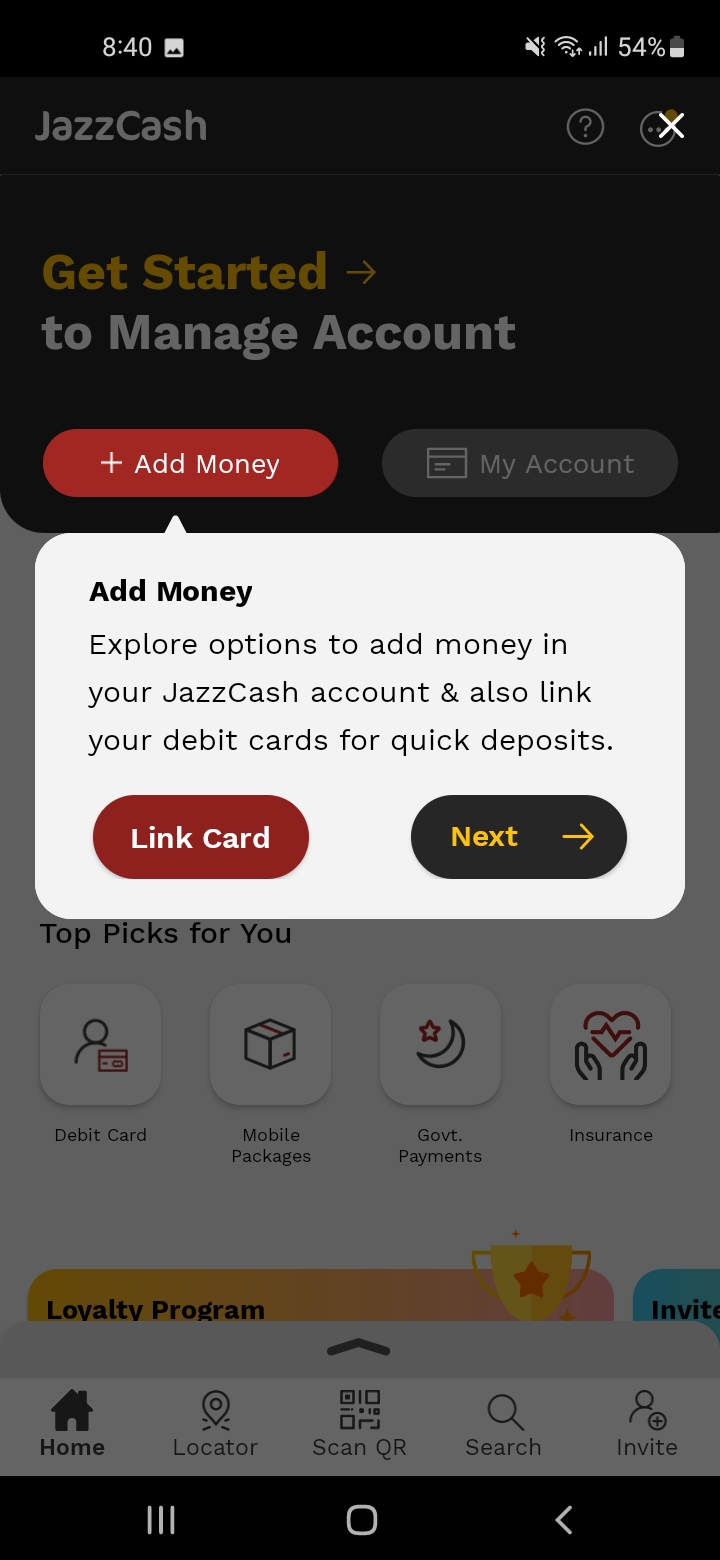 8:40
54%
JazzCash
Get Started
to Manage Account
Add Money
My Account
Add Money
Explore options to add money in
your JazzCash account & also link
your debit cards for quick deposits.
Link Card
Next
Top Picks for You
Debit Card
Mobile
Packages
Govt.
Payments
Insurance
Loyalty Program
Invite
Home
Locator
Scan QR
Search
Invite